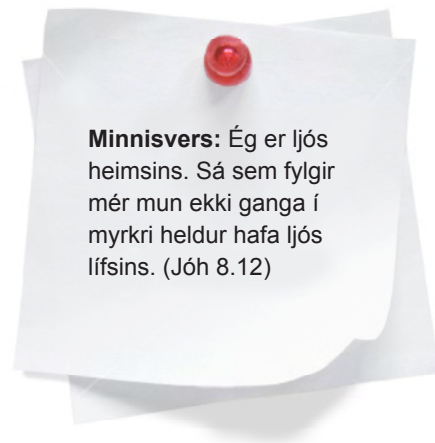 Minnisvers: Ég er ljós
heimsins. Sá sem fylgir
mér mun ekki ganga í
myrkri heldur hafa ljós
lífsins. (Jóh 8.12)